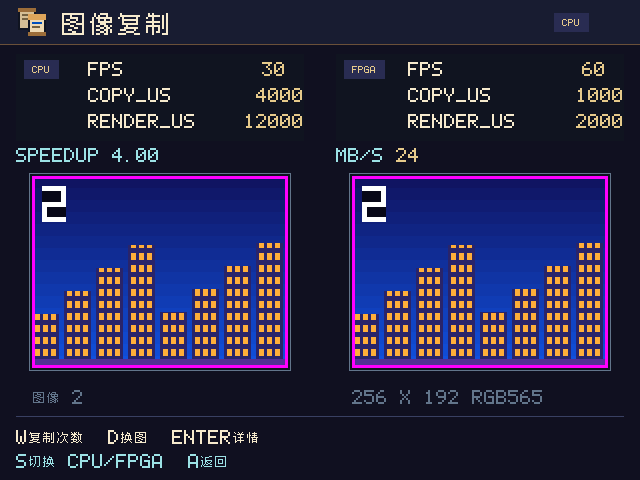 图像复制 CPU
CPU FPS 30 FPGA FPS 60
COPY_US 4000 COPY_US 1000
RENDER_US 12000 RENDER_US 2000
SPEEDUP 4.00 MB/S 24
2 2
图像 2 256 X 192 RGB565
W复制次数 D换图 ENTER详情
S切换 CPU/FPGA A返回